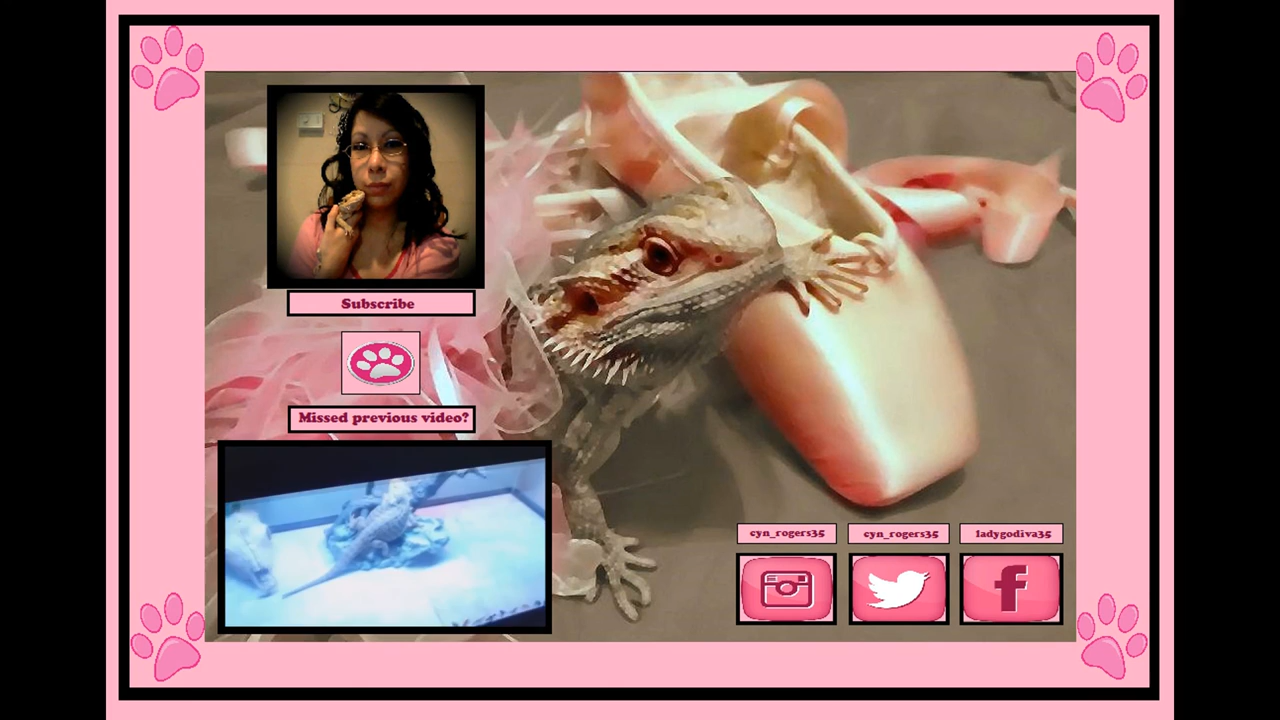 Subscribe
Missed previous video?
cyn_rogers35
cyn_rogers35
ladygodiva35